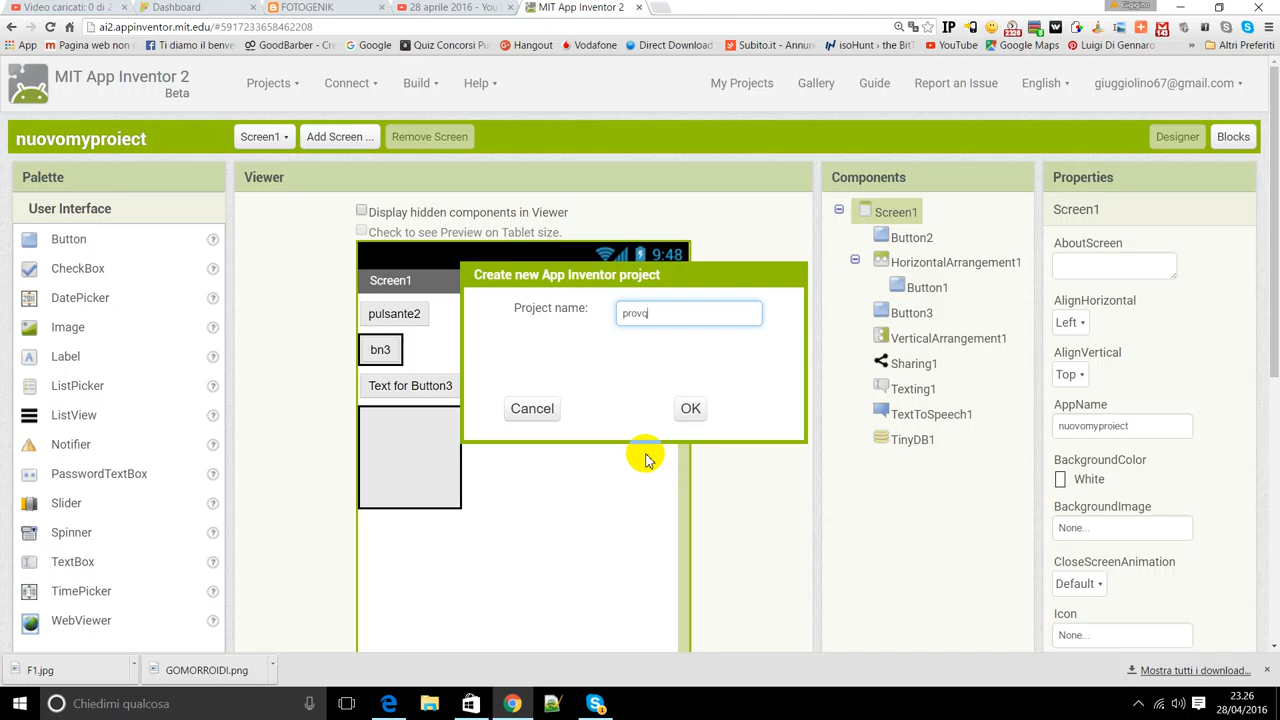 Video caricati: 0 di 2
Dashboard
FOTOGENIK
28 aprile 2016 - You
MIT App Inventor 2
Gigigino
ai2.appinventor.mit.edu/#5917233658462208
App
Pagina web non d
Ti diamo il benve
GoodBarber - Cre
Google
Quiz Concorsi Pu
Hangout
Vodafone
Direct Download
Subito.it - Annun
isoHunt : the BitT
YouTube
Google Maps
Luigi Di Gennaro
»
Altri Preferiti
MIT App Inventor 2
Beta
Projects
Connect
Build
Help
My Projects
Gallery
Guide
Report an Issue
English
giuggiolino67@gmail.com
nuovomyproiect
Screen1
Add Screen ...
Remove Screen
Designer
Blocks
Palette
User Interface
Button
CheckBox
DatePicker
Image
Label
ListPicker
ListView
Notifier
PasswordTextBox
Slider
Spinner
TextBox
TimePicker
WebViewer
Viewer
Display hidden components in Viewer
Check to see Preview on Tablet size.
9:48
Screen1
pulsante2
bn3
Text for Button3
Create new App Inventor project
Project name:
provq
Cancel
OK
Components
Screen1
Button2
HorizontalArrangement1
Button1
Button3
VerticalArrangement1
Sharing1
Texting1
TextToSpeech1
TinyDB1
Properties
Screen1
AboutScreen
AlignHorizontal
Left
AlignVertical
Top
AppName
nuovomyproiect
BackgroundColor
White
BackgroundImage
None...
CloseScreenAnimation
Default
Icon
None...
F1.jpg
GOMORROIDI.png
Mostra tutti i download...
Chiedimi qualcosa
23.26
28/04/2016